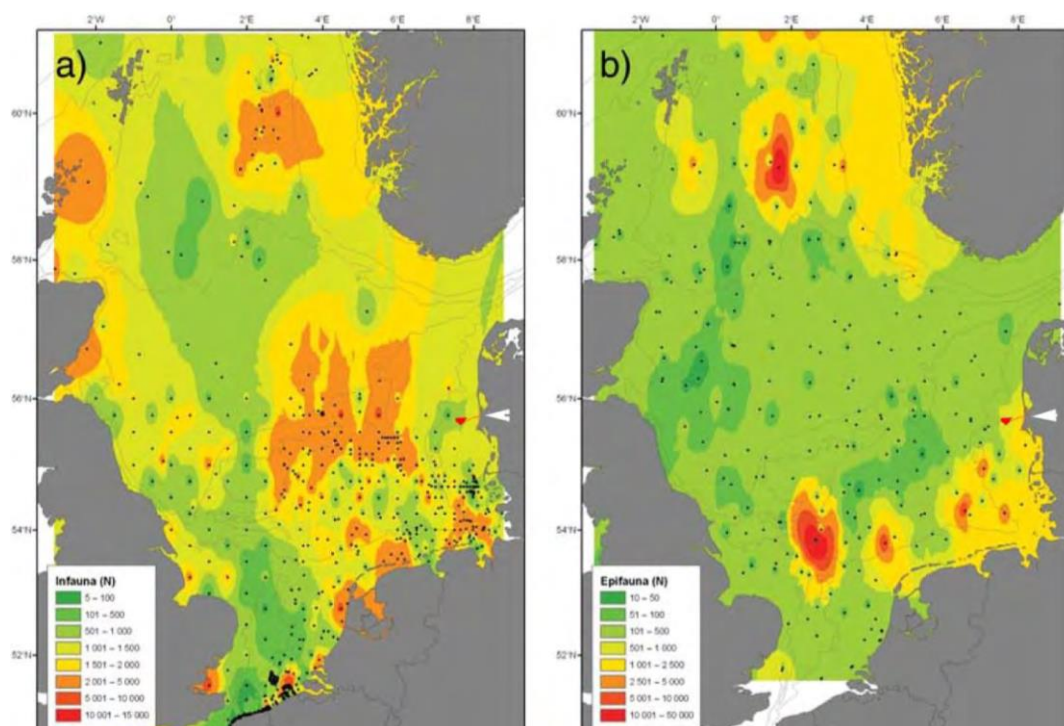 2°W 0° 2°E 4°E 6°E 8°E
a)
60°N
58°N
56°N
54°N
52°N
Infauna (N)
5 – 100
101 – 500
501 – 1 000
1 001 – 1 500
1 501 – 2 000
2 001 – 5 000
5 001 – 10 000
10 001 – 15 000
2°W 0° 2°E 4°E 6°E 8°E
b)
60°N
58°N
56°N
54°N
52°N
Epifauna (N)
10 – 50
51 – 100
101 – 500
501 – 1 000
1 001 – 2 500
2 501 – 5 000
5 001 – 10 000
10 001 – 50 000